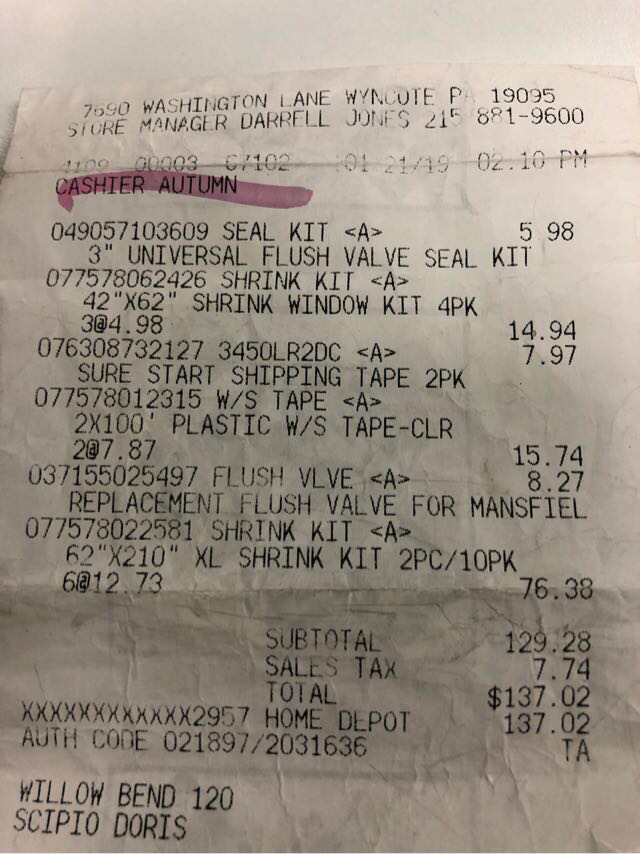 7690 WASHINGTON LANE WYNCOTE PA 19095
STORE MANAGER DARRELL JONES 215 881-9600
00003 67102 01 21/19 02:10 PM
CASHIER AUTUMN
049057103609 SEAL KIT <A> 5 98
3" UNIVERSAL FLUSH VALVE SEAL KIT
077578062426 SHRINK KIT <A>
42"X62" SHRINK WINDOW KIT 4PK
3@4.98 14.94
076308732127 3450LR2DC <A> 7.97
SURE START SHIPPING TAPE 2PK
077578012315 W/S TAPE <A>
2X100' PLASTIC W/S TAPE-CLR
2@7.87 15.74
037155025497 FLUSH VLVE <A> 8.27
REPLACEMENT FLUSH VALVE FOR MANSFIEL
077578022581 SHRINK KIT <A>
62"X210" XL SHRINK KIT 2PC/10PK
6@12.73 76.38
SUBTOTAL 129.28
SALES TAX 7.74
TOTAL $137.02
XXXXXXXXXXXX2957 HOME DEPOT 137.02
AUTH CODE 021897/2031636 TA
WILLOW BEND 120
SCIPIO DORIS